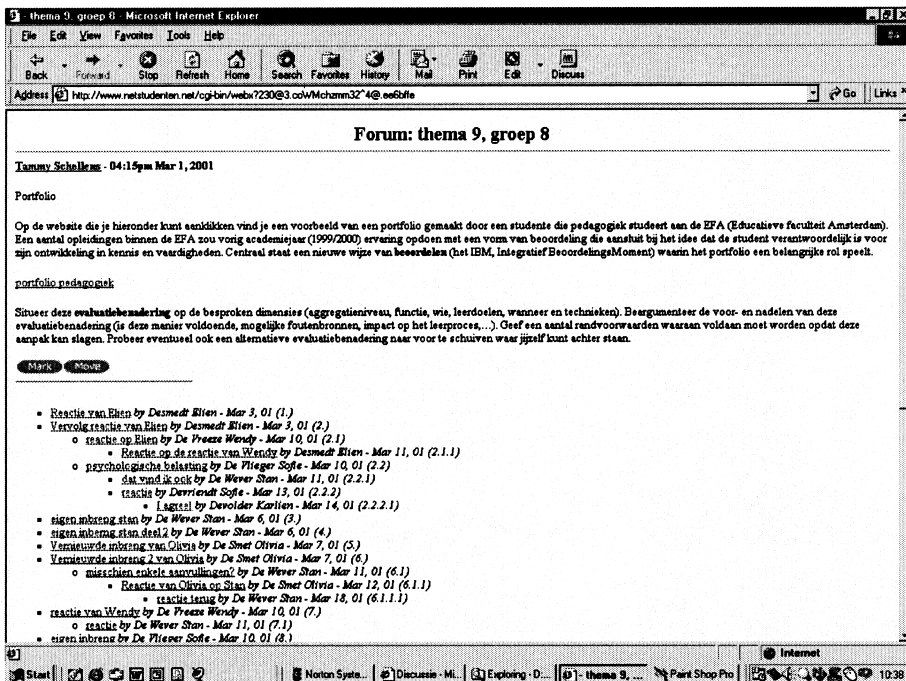 - thema 9, groep 8 - Microsoft Internet Explorer
File Edit View Favorites Tools Help
Back Forward Stop Refresh Home Search Favorites History Mail Print Edit Discuss
Address http://www.netstudenten.net/cgi-bin/webx?230@3.coWMchzmm32^4@.ee6bffe Go Links
Forum: thema 9, groep 8
Tammy Schellens - 04:15pm Mar 1, 2001
Portfolio
Op de website die je hieronder kunt aanklikken vind je een voorbeeld van een portfolio gemaakt door een studente die pedagogiek studeert aan de EFA (Educatieve faculteit Amsterdam).
Een aantal opleidingen binnen de EFA zou vorig academiejaar (1999/2000) ervaring opdoen met een vorm van beoordeling die aansluit bij het idee dat de student verantwoordelijk is voor
zijn ontwikkeling in kennis en vaardigheden. Centraal staat een nieuwe wijze van beoordelen (het IBM, Integratief BeoordelingsMoment) waarin het portfolio een belangrijke rol speelt.
portfolio pedagogiek
Situeer deze evaluatiebenadering op de besproken dimensies (aggregatieniveau, functie, wie, leerdoelen, wanneer en technieken). Beargumenteer de voor- en nadelen van deze
evaluatiebenadering (is deze manier voldoende, mogelijke foutenbronnen, impact op het leerproces,...). Geef een aantal randvoorwaarden waaraan voldaan moet worden opdat deze
aanpak kan slagen. Probeer eventueel ook een alternatieve evaluatiebenadering naar voor te schuiven waar jijzelf kunt achter staan.
Mark Move
Reactie van Elien by Desmedt Elien - Mar 3, 01 (1.)
Vervolg reactie van Elien by Desmedt Elien - Mar 3, 01 (2.)
reactie op Elien by De Vreeze Wendy - Mar 10, 01 (2.1)
Reactie op de reactie van Wendy by Desmedt Elien - Mar 11, 01 (2.1.1)
psychologische belasting by De Vlieger Sofie - Mar 10, 01 (2.2)
dat vind ik ook by De Wever Stan - Mar 11, 01 (2.2.1)
reactie by Devriendt Sofie - Mar 13, 01 (2.2.2)
I agree! by Devolder Karlien - Mar 14, 01 (2.2.2.1)
eigen inbreng stan by De Wever Stan - Mar 6, 01 (3.)
eigen inbemg stan deel 2 by De Wever Stan - Mar 6, 01 (4.)
Vernieuwde inbreng van Olivia by De Smet Olivia - Mar 7, 01 (5.)
Vernieuwde inbreng 2 van Olivia by De Smet Olivia - Mar 7, 01 (6.)
misschien enkele aanvullingen? by De Wever Stan - Mar 11, 01 (6.1)
Reactie van Olivia op Stan by De Smet Olivia - Mar 12, 01 (6.1.1)
reactie terug by De Wever Stan - Mar 18, 01 (6.1.1.1)
reactie van Wendy by De Vreeze Wendy - Mar 10, 01 (7.)
reactie by De Wever Stan - Mar 11, 01 (7.1)
eigen inbreng by De Vlieger Sofie - Mar 10, 01 (8.)
Internet
Start Norton Syste... Discussie - Mi... Exploring - D:... - thema 9, ... Paint Shop Pro 10:38